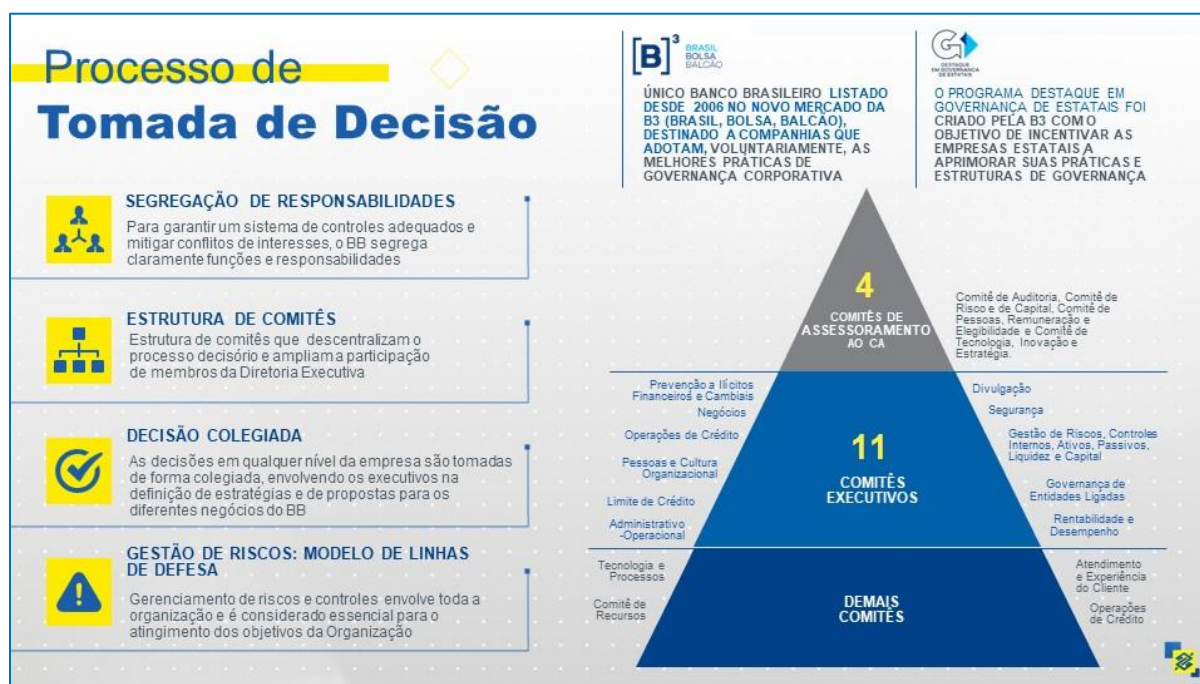 Processo de
Tomada de Decisão
SEGREGAÇÃO DE RESPONSABILIDADES
Para garantir um sistema de controles adequados e
mitigar conflitos de interesses, o BB segrega
claramente funções e responsabilidades
ESTRUTURA DE COMITÊS
Estrutura de comitês que descentralizam o
processo decisório e ampliam a participação
de membros da Diretoria Executiva
DECISÃO COLEGIADA
As decisões em qualquer nível da empresa são tomadas
de forma colegiada, envolvendo os executivos na
definição de estratégias e de propostas para os
diferentes negócios do BB
GESTÃO DE RISCOS: MODELO DE LINHAS
DE DEFESA
Gerenciamento de riscos e controles envolve toda a
organização e é considerado essencial para o
atingimento dos objetivos da Organização
[B]³
BRASIL
BOLSA
BALCÃO
ÚNICO BANCO BRASILEIRO LISTADO
DESDE 2006 NO NOVO MERCADO DA
B3 (BRASIL, BOLSA, BALCÃO),
DESTINADO A COMPANHIAS QUE
ADOTAM, VOLUNTARIAMENTE, AS
MELHORES PRÁTICAS DE
GOVERNANÇA CORPORATIVA
DESTAQUE
EM GOVERNANÇA
DE ESTATAIS
O PROGRAMA DESTAQUE EM
GOVERNANÇA DE ESTATAIS FOI
CRIADO PELA B3 COM O
OBJETIVO DE INCENTIVAR AS
EMPRESAS ESTATAIS A
APRIMORAR SUAS PRÁTICAS E
ESTRUTURAS DE GOVERNANÇA
4
COMITÊS DE
ASSESSORAMENTO
AO CA
Comitê de Auditoria, Comitê de
Risco e de Capital, Comitê de
Pessoas, Remuneração e
Elegibilidade e Comitê de
Tecnologia, Inovação e
Estratégia.
Prevenção a Ilícitos
Financeiros e Cambiais
Negócios
Operações de Crédito
Pessoas e Cultura
Organizacional
Limite de Crédito
Administrativo
-Operacional
11
COMITÊS
EXECUTIVOS
Divulgação
Segurança
Gestão de Riscos, Controles
Internos, Ativos, Passivos,
Liquidez e Capital
Governança de
Entidades Ligadas
Rentabilidade e
Desempenho
Tecnologia e
Processos
Comitê de
Recursos
DEMAIS
COMITÊS
Atendimento
e Experiência
do Cliente
Operações
de Crédito